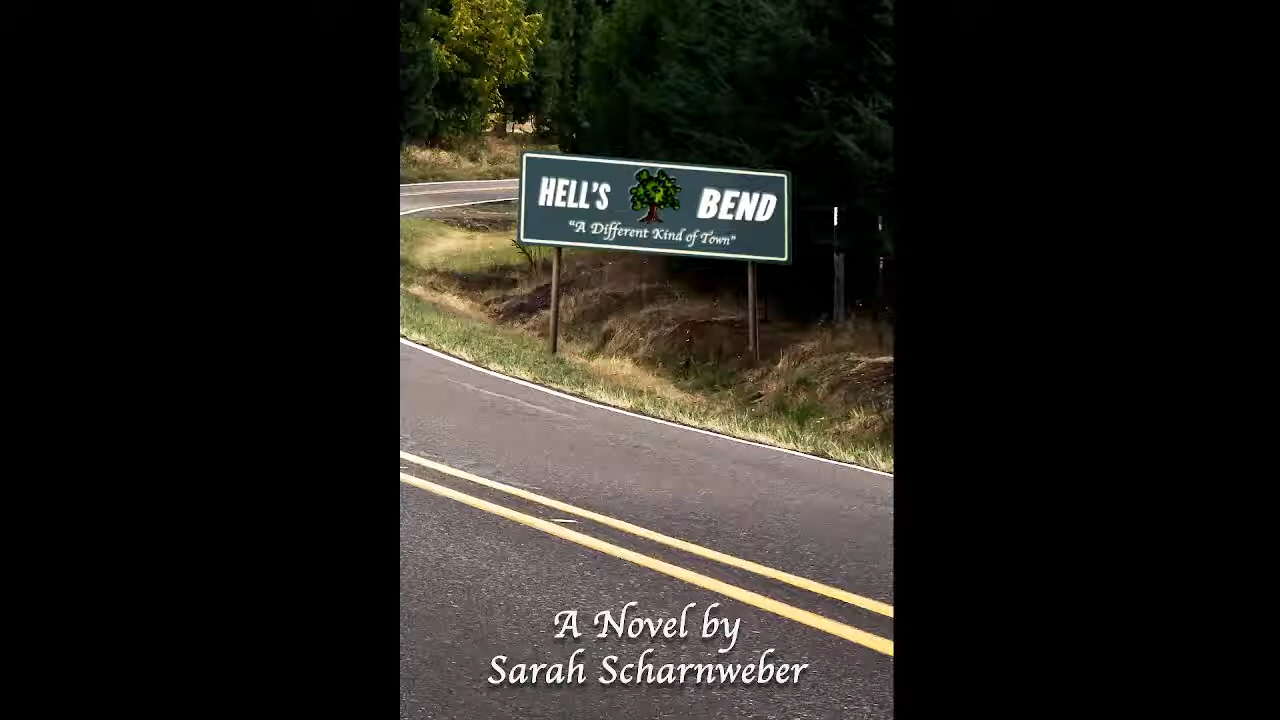 HELL'S BEND
"A Different Kind of Town"
A Novel by
Sarah Scharnweber